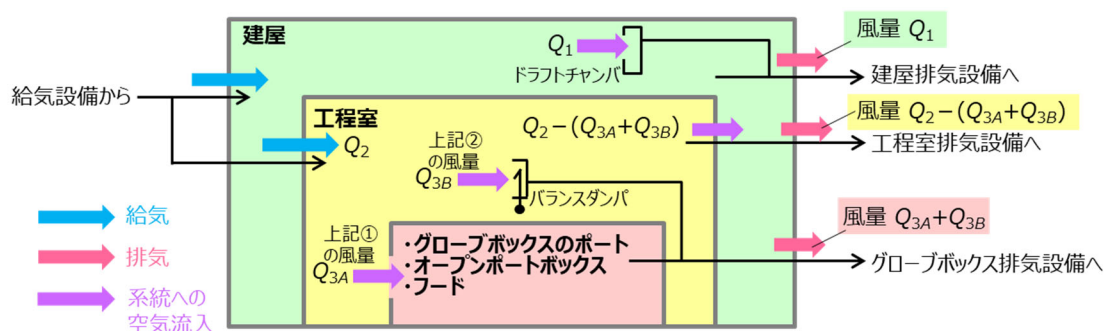 建屋
Q1
ドラフトチャンバ
風量 Q1
建屋排気設備へ
給気設備から
工程室
Q2
Q2－(Q3A+Q3B)
風量 Q2－(Q3A+Q3B)
工程室排気設備へ
上記②
の風量
Q3B
バランスダンパ
給気
排気
系統への
空気流入
上記①
の風量
Q3A
・グローブボックスのポート
・オープンポートボックス
・フード
風量 Q3A+Q3B
グローブボックス排気設備へ